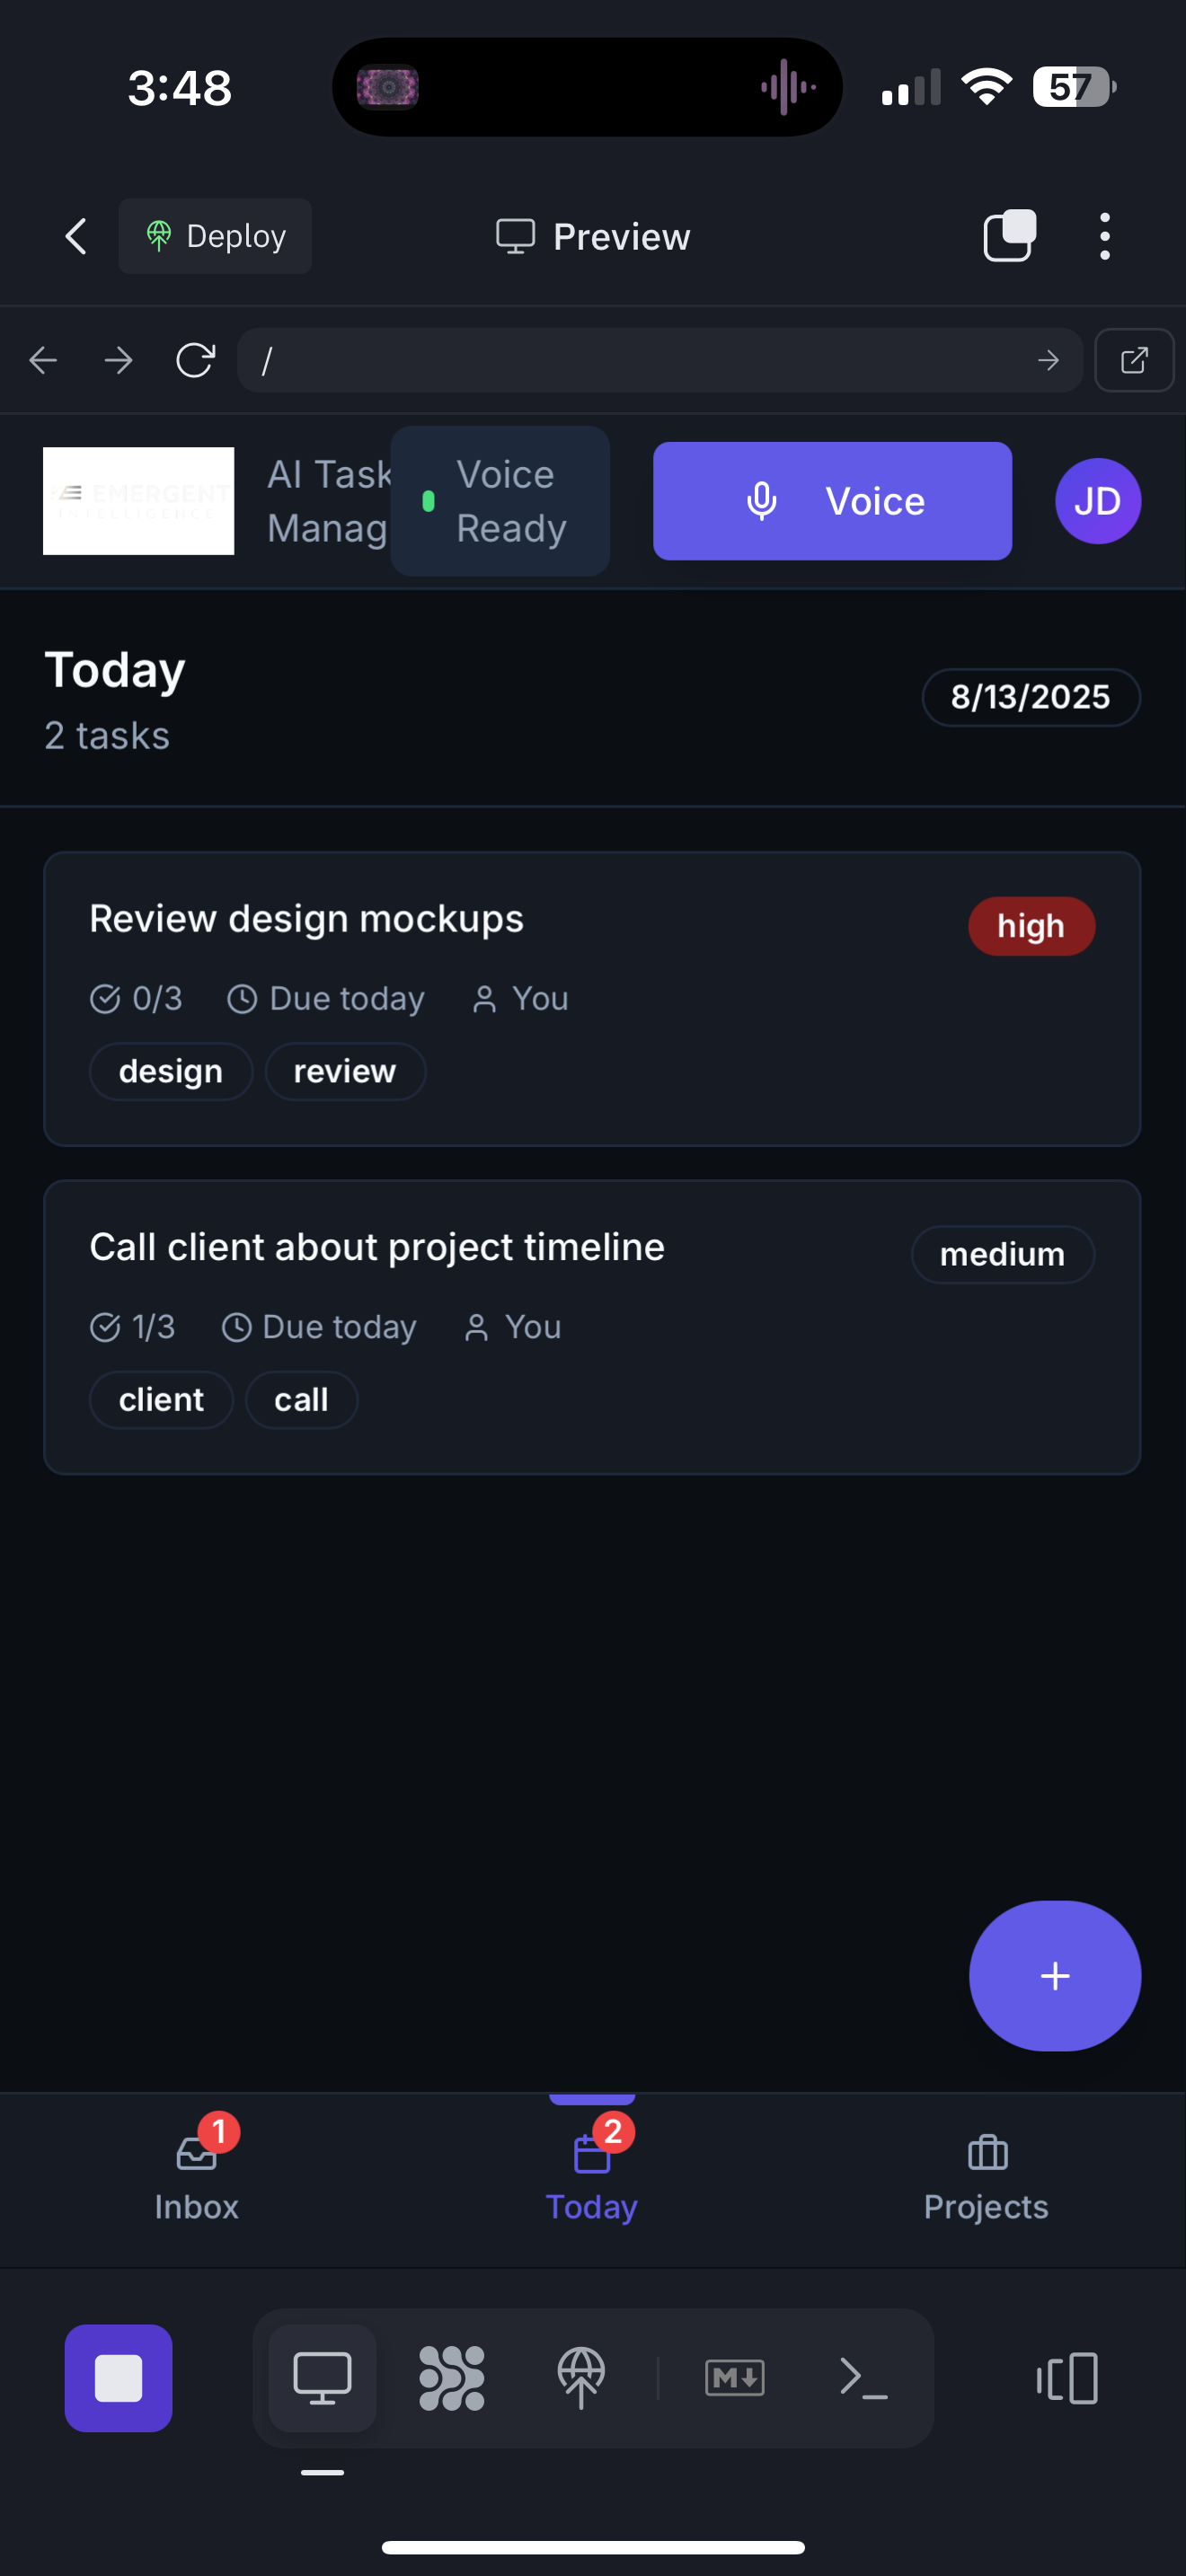 3:48
57
Deploy
Preview
/
EMERGENT
INTELLIGENCE
AI Task
Manag
Voice
Ready
Voice
JD
Today
2 tasks
8/13/2025
Review design mockups
high
0/3 Due today You
design review
Call client about project timeline
medium
1/3 Due today You
client call
1
2
Inbox
Today
Projects
M